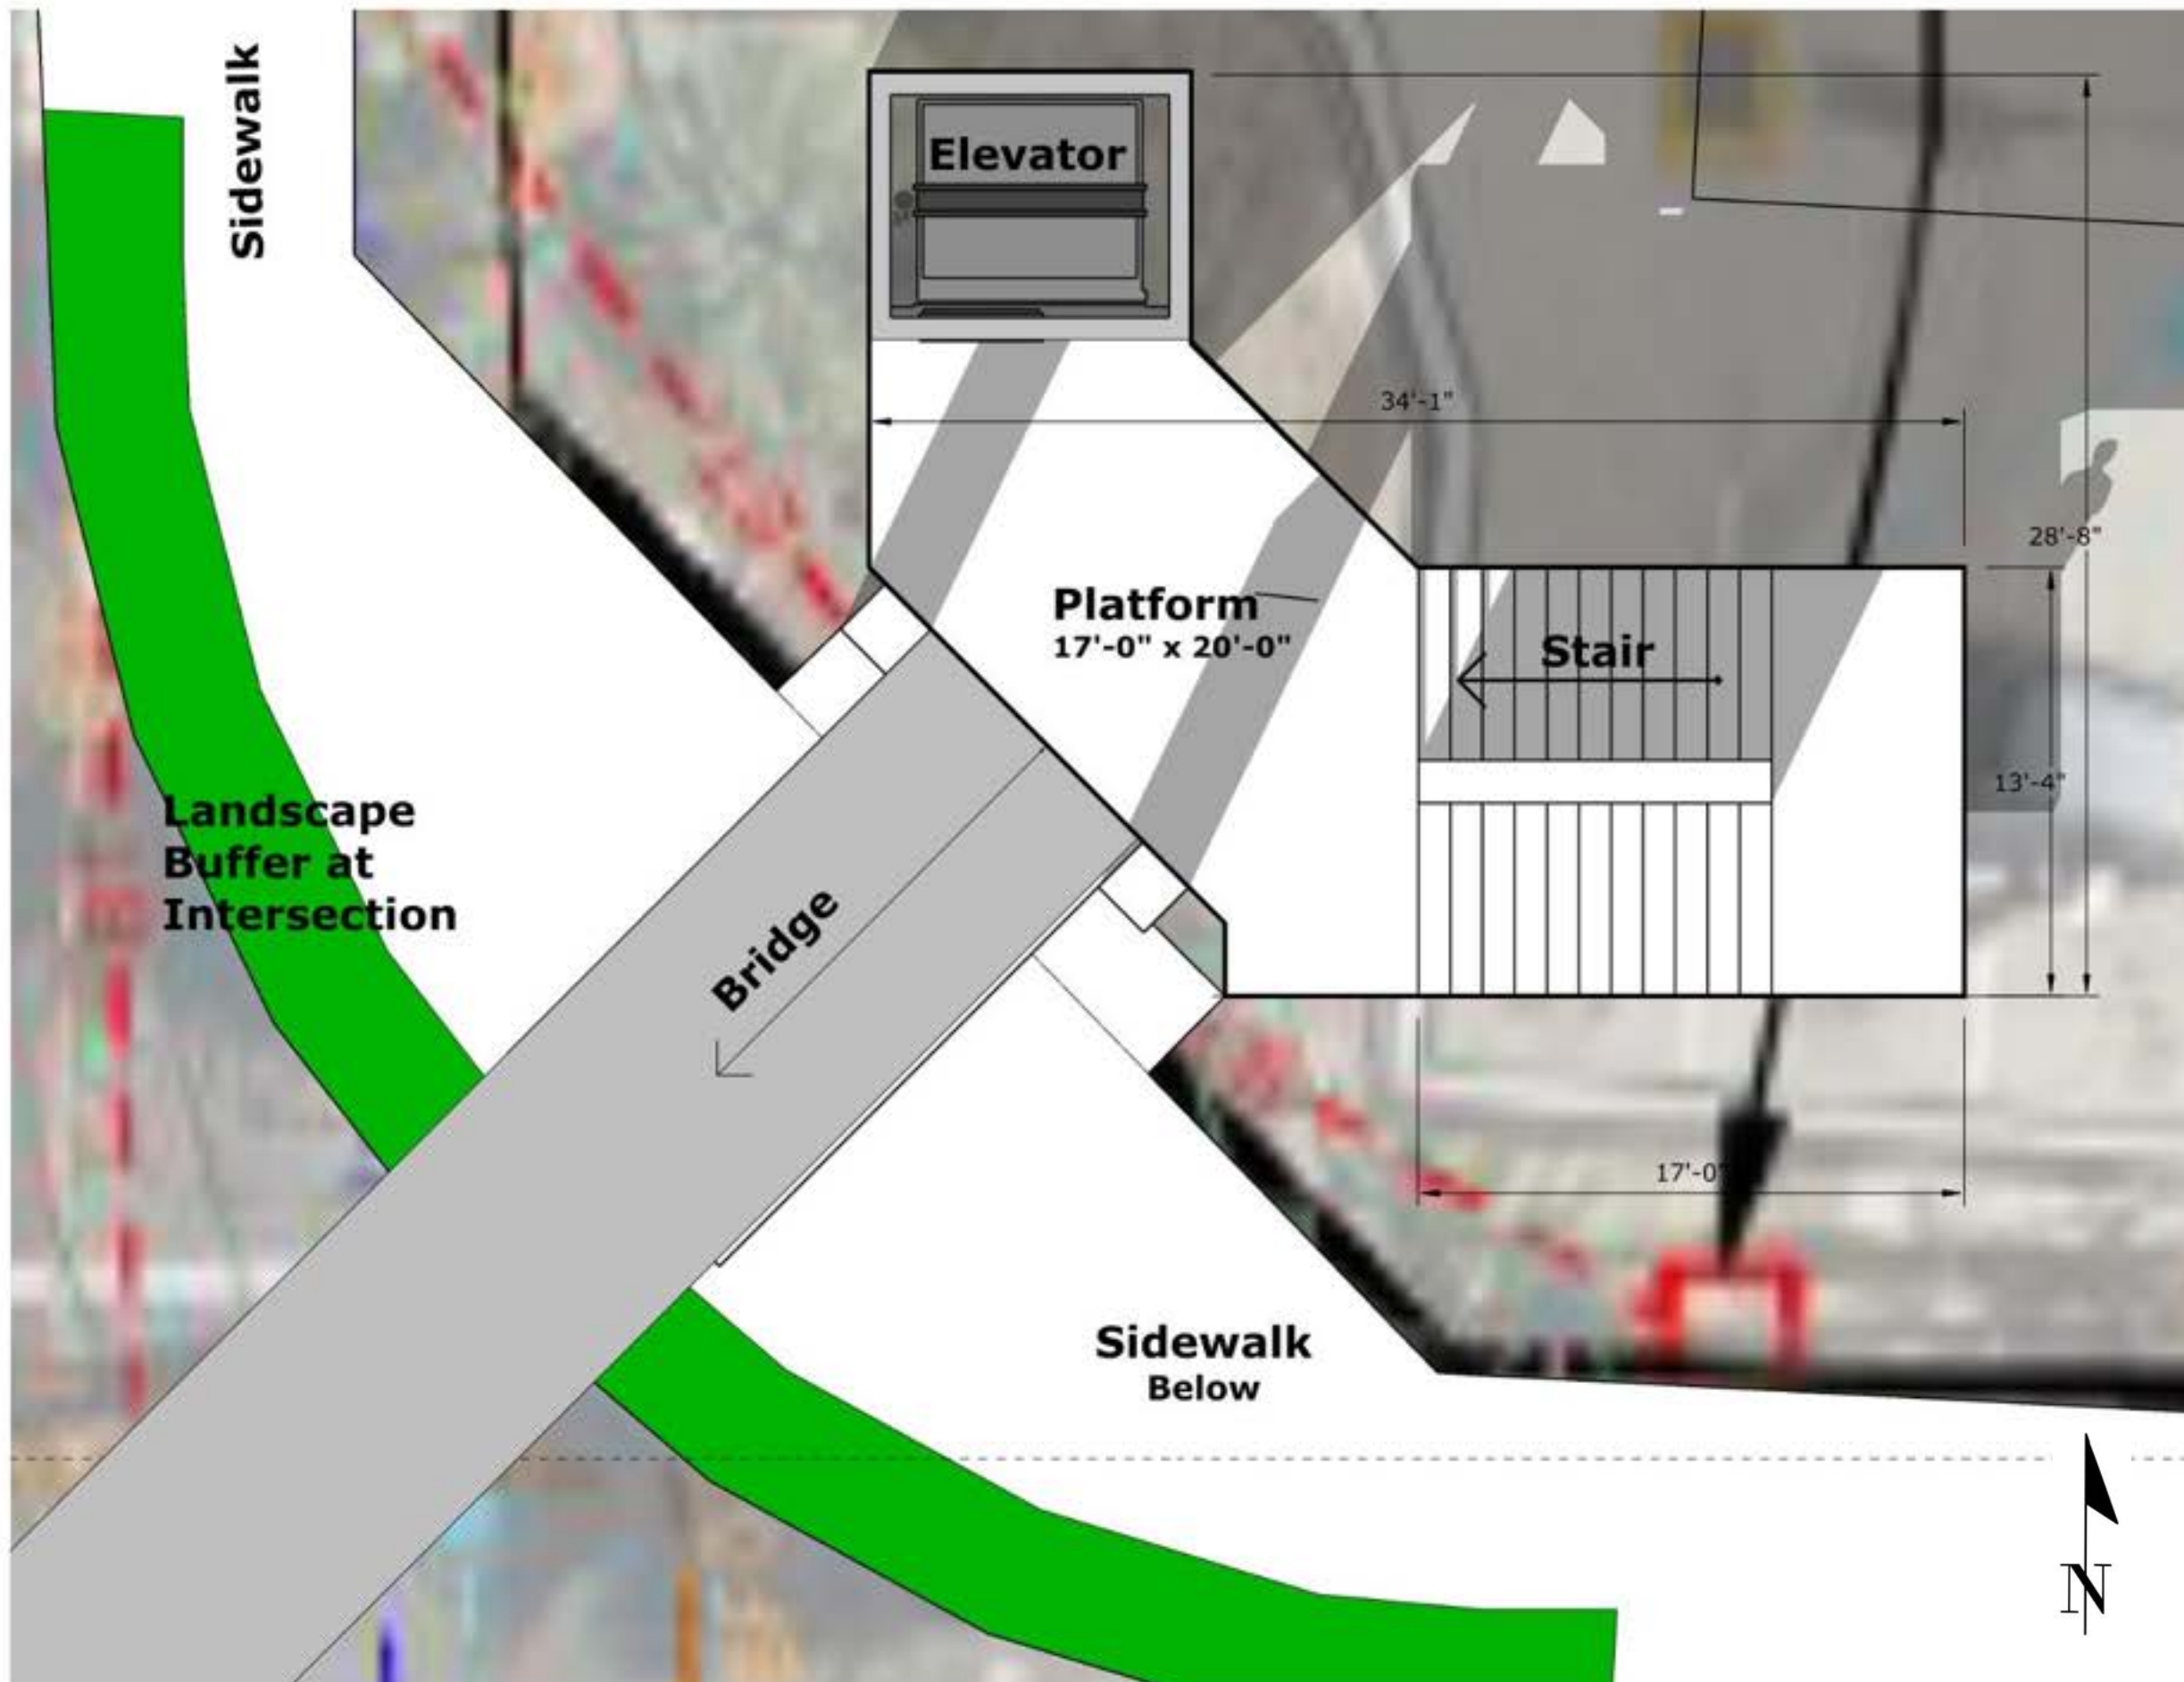 Sidewalk
Elevator
34'-1"
28'-8"
Platform
17'-0" x 20'-0"
Stair
13'-4"
Landscape
Buffer at
Intersection
Bridge
17'-0"
Sidewalk
Below
N